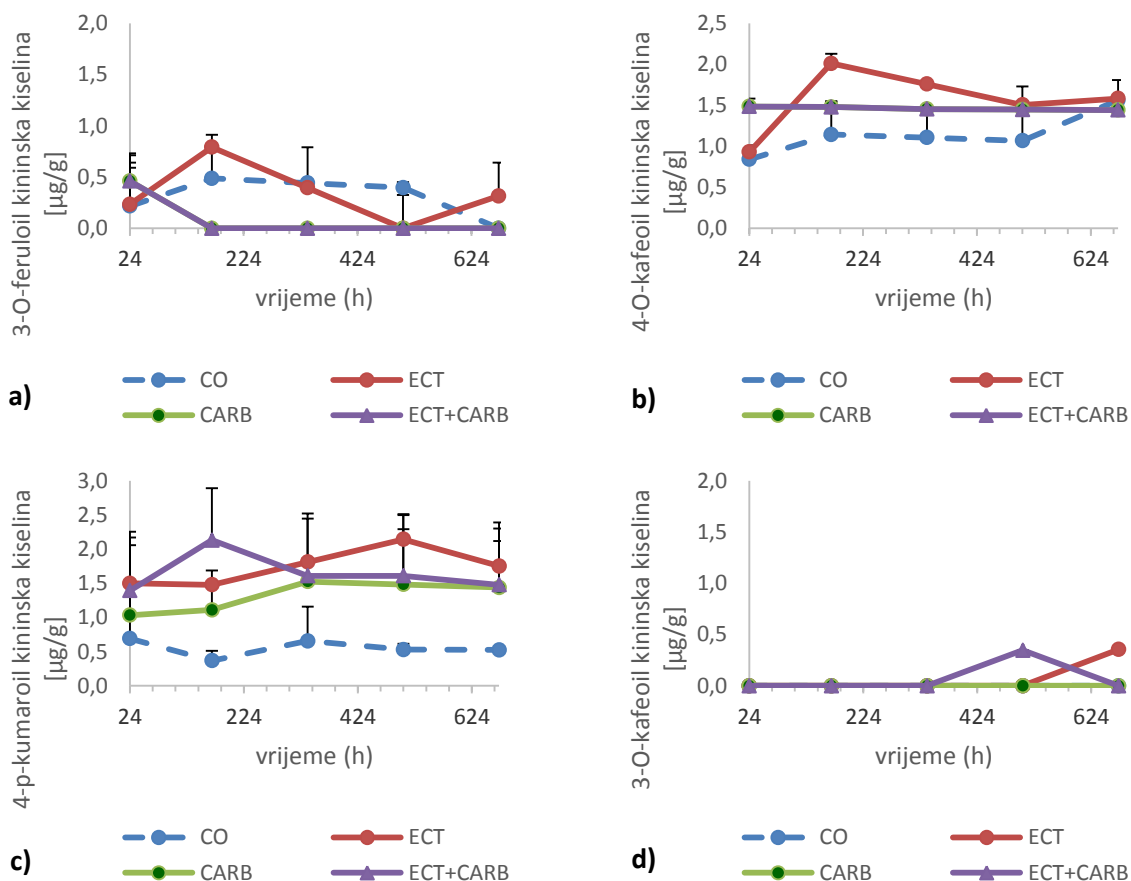 3-O-feruloil kininska kiselina
[µg/g]
2,0
1,5
1,0
0,5
0,0
24 224 424 624
vrijeme (h)
CO ECT
CARB ECT+CARB
a)
4-O-kafeoil kininska kiselina
[µg/g]
2,5
2,0
1,5
1,0
0,5
0,0
24 224 424 624
vrijeme (h)
CO ECT
CARB ECT+CARB
b)
4-p-kumaroil kininska kiselina
[µg/g]
3,0
2,5
2,0
1,5
1,0
0,5
0,0
24 224 424 624
vrijeme (h)
CO ECT
CARB ECT+CARB
c)
3-O-kafeoil kininska kiselina
[µg/g]
2,0
1,5
1,0
0,5
0,0
24 224 424 624
vrijeme (h)
CO ECT
CARB ECT+CARB
d)